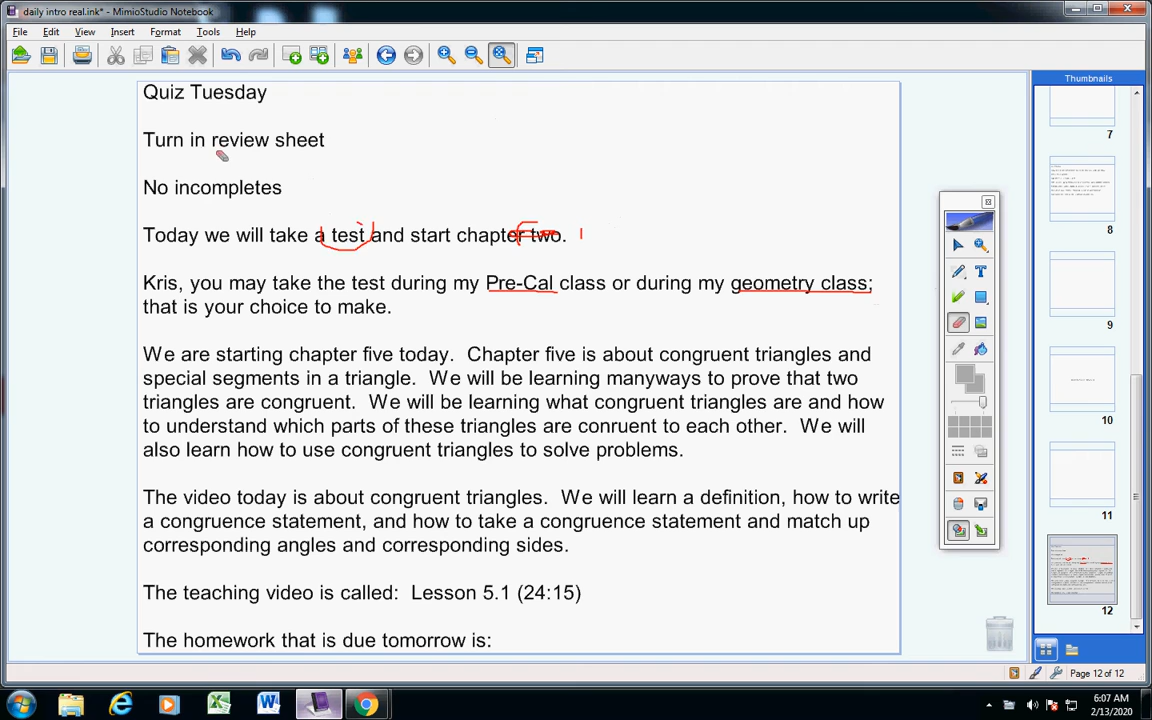 daily intro real.ink* - MimioStudio Notebook
File Edit View Insert Format Tools Help
Thumbnails
Quiz Tuesday
Turn in review sheet
No incompletes
Today we will take a test and start chapter two.
Kris, you may take the test during my Pre-Cal class or during my geometry class;
that is your choice to make.
We are starting chapter five today. Chapter five is about congruent triangles and
special segments in a triangle. We will be learning manyways to prove that two
triangles are congruent. We will be learning what congruent triangles are and how
to understand which parts of these triangles are conruent to each other. We will
also learn how to use congruent triangles to solve problems.
The video today is about congruent triangles. We will learn a definition, how to write
a congruence statement, and how to take a congruence statement and match up
corresponding angles and corresponding sides.
The teaching video is called: Lesson 5.1 (24:15)
The homework that is due tomorrow is:
7
8
9
10
11
12
Page 12 of 12
6:07 AM
2/13/2020